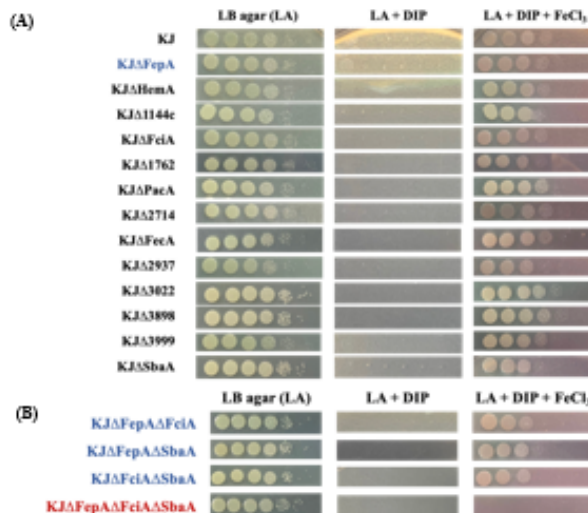 (A)
LB agar (LA) LA + DIP LA + DIP + FeCl3
KJ
KJΔFepA
KJΔHemA
KJΔ1144c
KJΔFciA
KJΔ1762
KJΔPacA
KJΔ2714
KJΔFecA
KJΔ2937
KJΔ3022
KJΔ3898
KJΔ3999
KJΔSbaA
(B)
LB agar (LA) LA + DIP LA + DIP + FeCl3
KJΔFepAΔFciA
KJΔFepAΔSbaA
KJΔFciAΔSbaA
KJΔFepAΔFciAΔSbaA